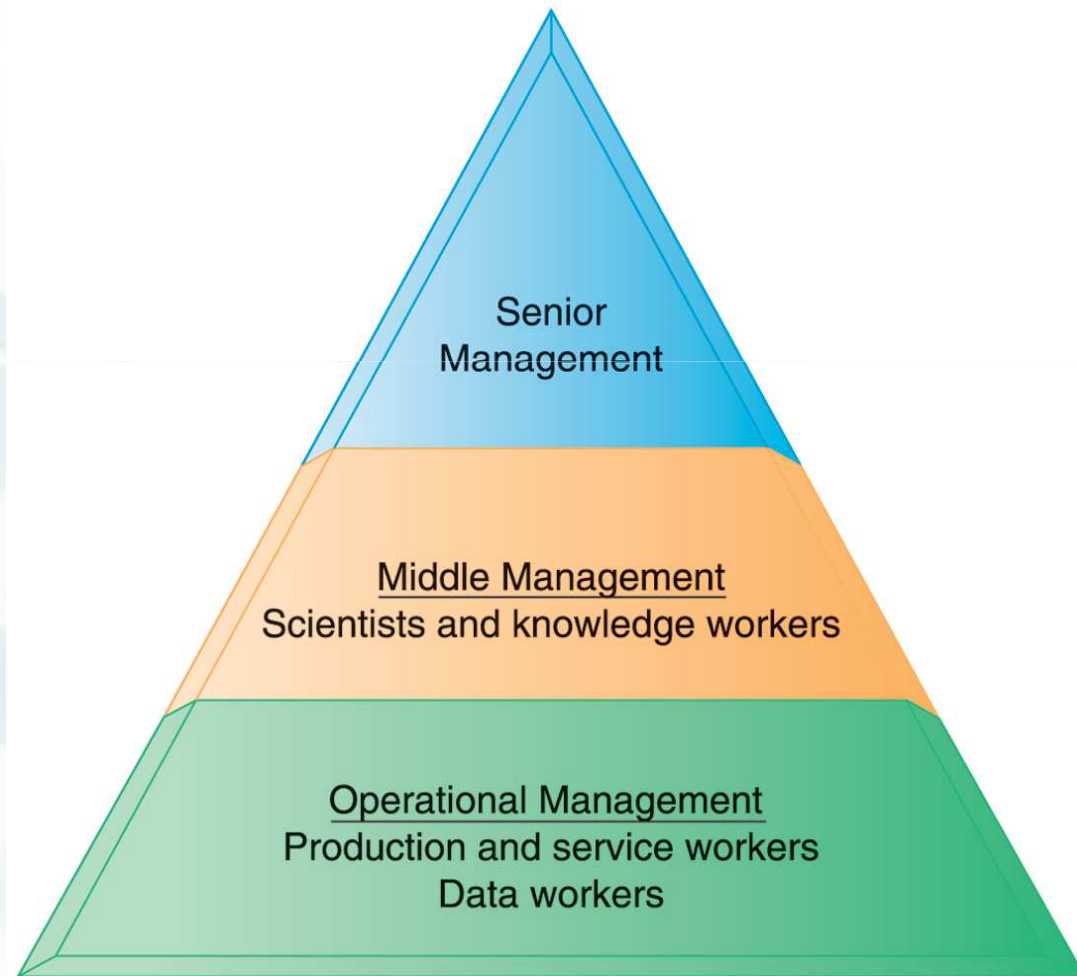 Senior
Management
Middle Management
Scientists and knowledge workers
Operational Management
Production and service workers
Data workers